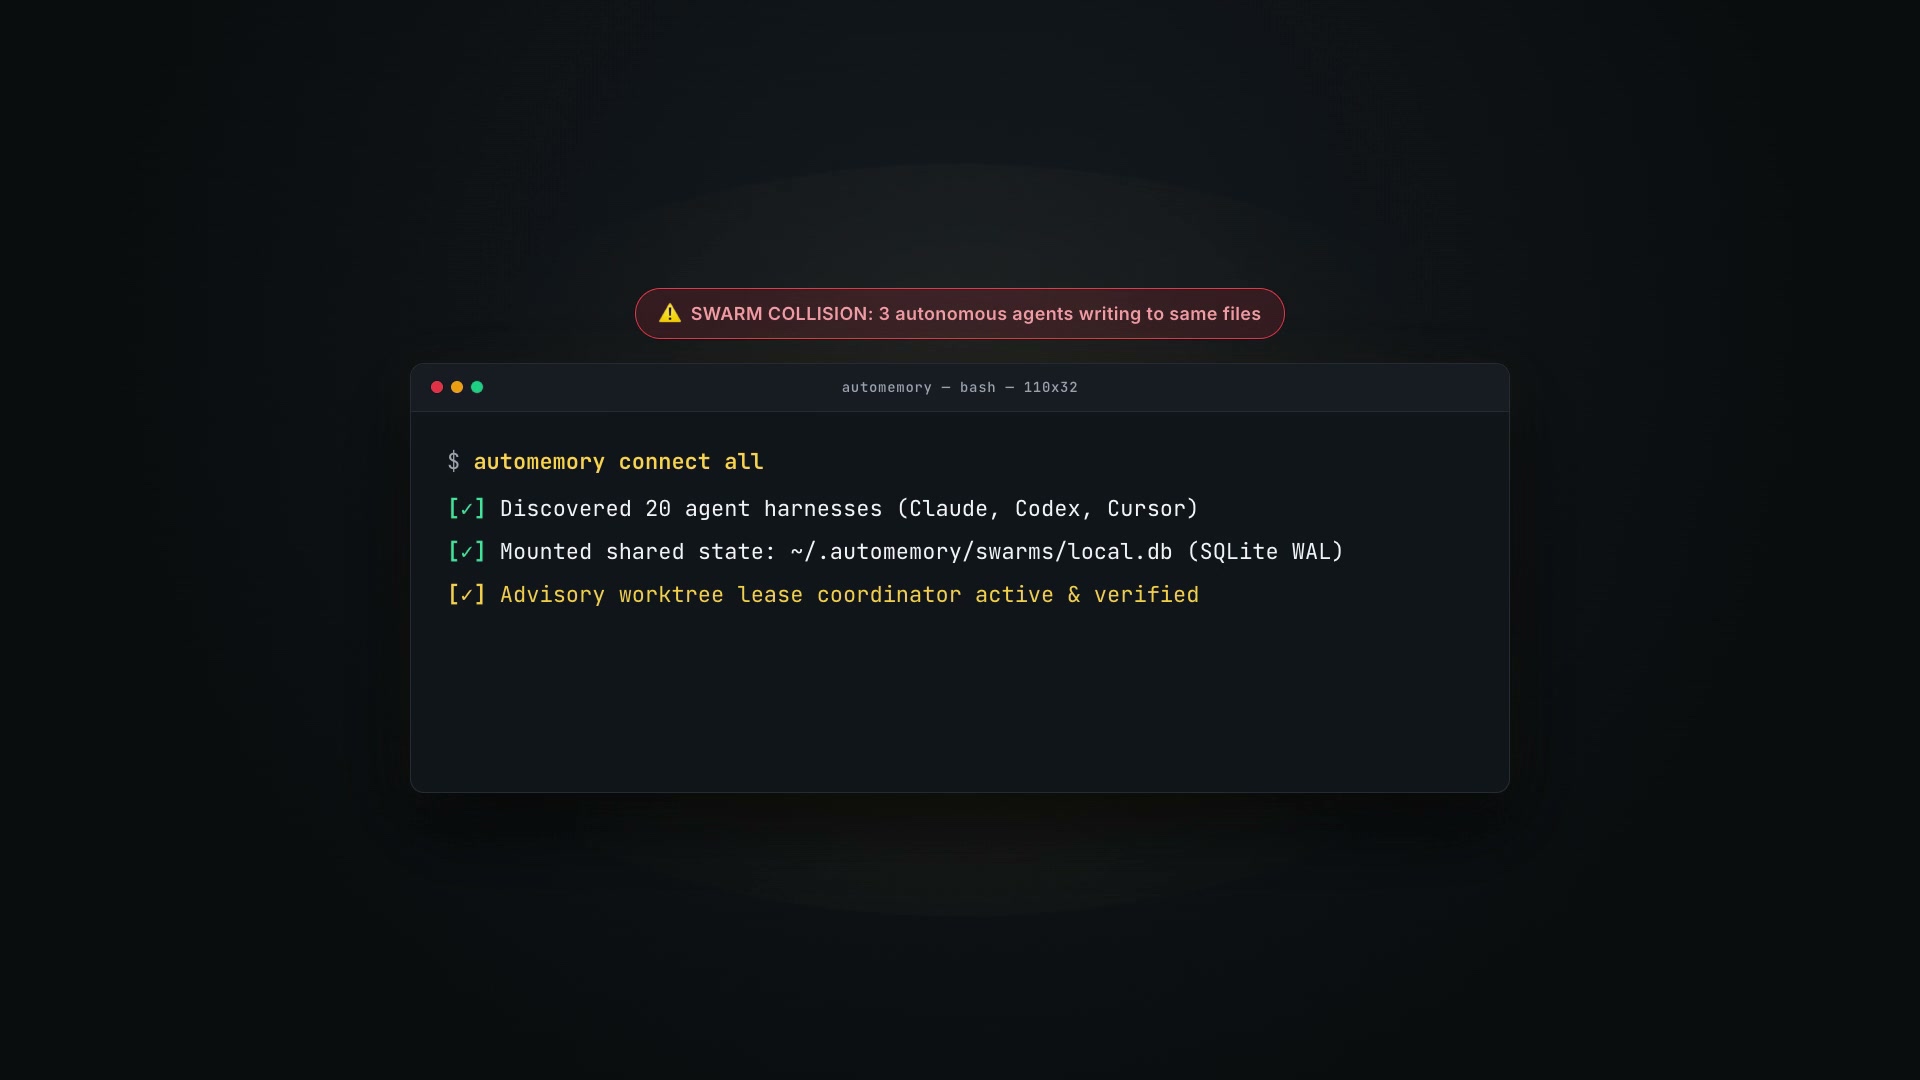 ⚠️ SWARM COLLISION: 3 autonomous agents writing to same files
automemory — bash — 110x32
$ automemory connect all
[✓] Discovered 20 agent harnesses (Claude, Codex, Cursor)
[✓] Mounted shared state: ~/.automemory/swarms/local.db (SQLite WAL)
[✓] Advisory worktree lease coordinator active & verified